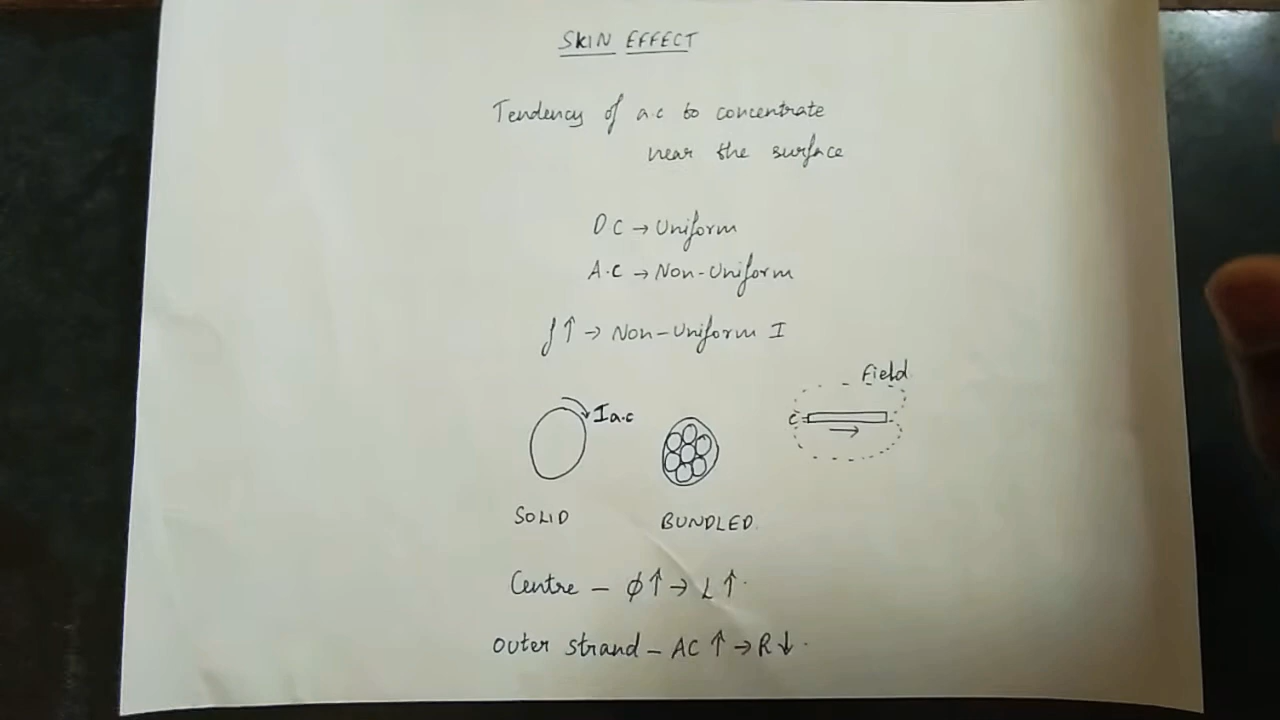 SKIN EFFECT
Tendency of a.c to concentrate
near the surface
DC → Uniform
A.C → Non-Uniform
f↑ → Non-Uniform I
Field
I a.c
C
SOLID
BUNDLED
Centre – φ↑ → L↑
outer strand – AC ↑ → R↓